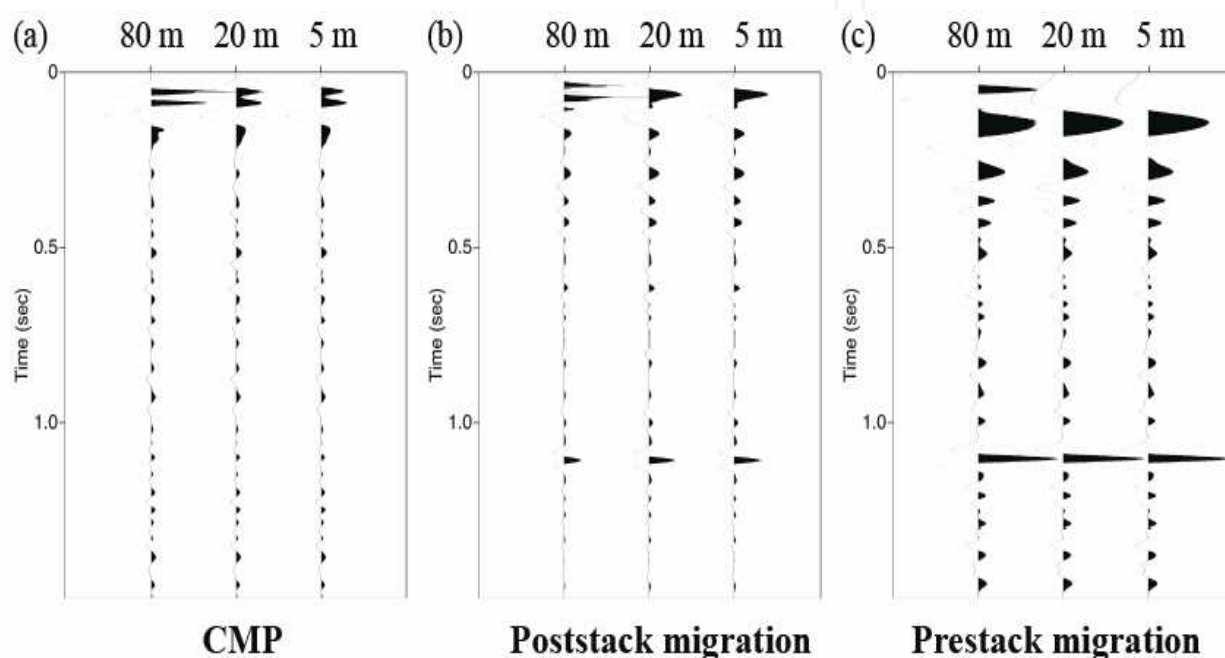 (a) 80 m 20 m 5 m
0
0.5
1.0
Time (sec)
CMP
(b) 80 m 20 m 5 m
0
0.5
1.0
Time (sec)
Poststack migration
(c) 80 m 20 m 5 m
0
0.5
1.0
Time (sec)
Prestack migration